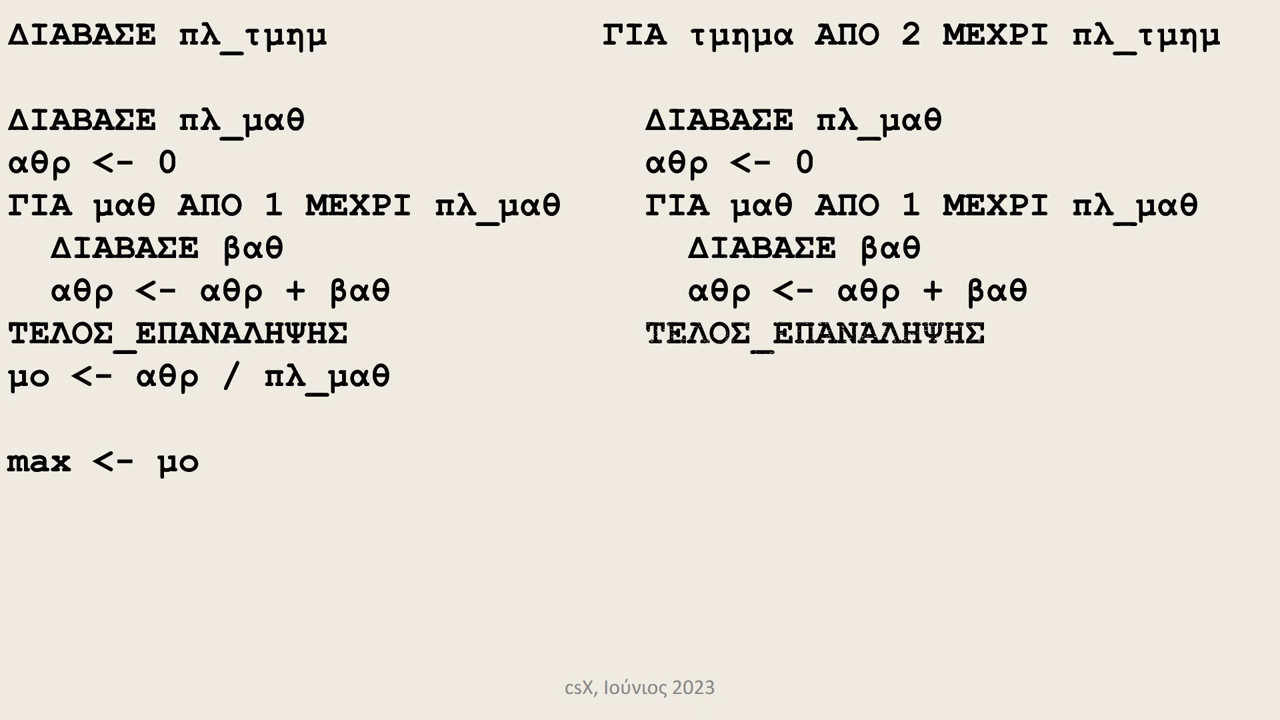 ΔΙΑΒΑΣΕ πλ_τμημ
ΔΙΑΒΑΣΕ πλ_μαθ
αθρ <- 0
ΓΙΑ μαθ ΑΠΟ 1 ΜΕΧΡΙ πλ_μαθ
ΔΙΑΒΑΣΕ βαθ
αθρ <- αθρ + βαθ
ΤΕΛΟΣ_ΕΠΑΝΑΛΗΨΗΣ
μο <- αθρ / πλ_μαθ
max <- μο
ΓΙΑ τμημα ΑΠΟ 2 ΜΕΧΡΙ πλ_τμημ
ΔΙΑΒΑΣΕ πλ_μαθ
αθρ <- 0
ΓΙΑ μαθ ΑΠΟ 1 ΜΕΧΡΙ πλ_μαθ
ΔΙΑΒΑΣΕ βαθ
αθρ <- αθρ + βαθ
ΤΕΛΟΣ_ΕΠΑΝΑΛΗΨΗΣ
csX, Ιούνιος 2023